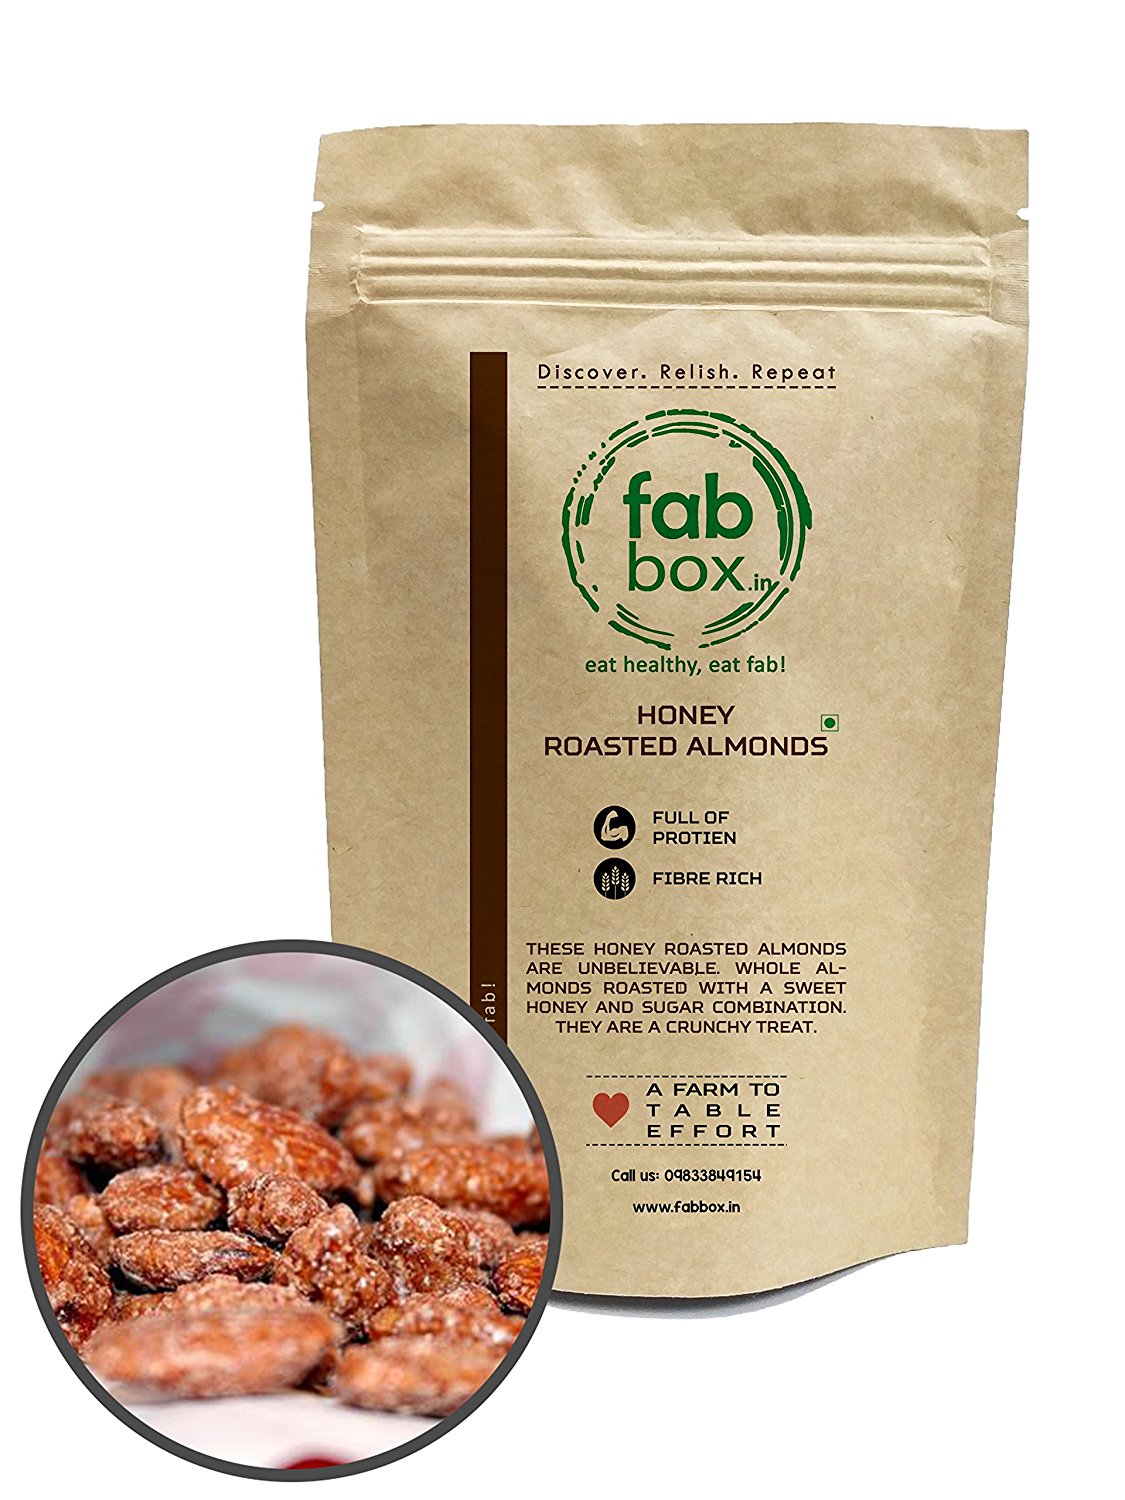 Discover. Relish. Repeat
fab
box.in
eat healthy, eat fab!
HONEY
ROASTED ALMONDS
FULL OF
PROTIEN
FIBRE RICH
THESE HONEY ROASTED ALMONDS
ARE UNBELIEVABLE. WHOLE AL-
MONDS ROASTED WITH A SWEET
HONEY AND SUGAR COMBINATION.
THEY ARE A CRUNCHY TREAT.
fab!
A FARM TO
TABLE
EFFORT
Call us: 09833849154
www.fabbox.in